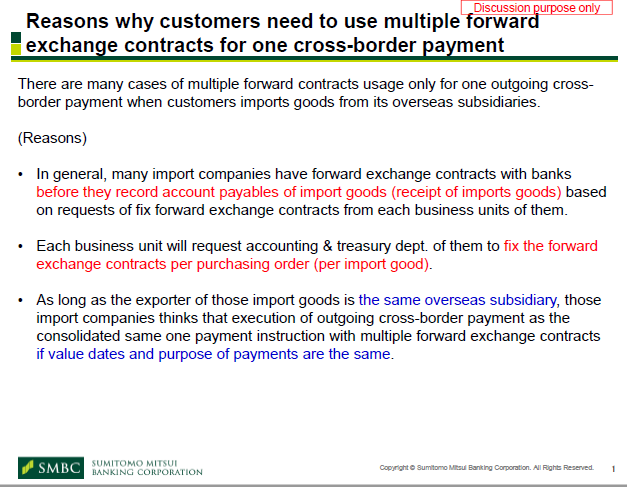 Discussion purpose only
Reasons why customers need to use multiple forward
exchange contracts for one cross-border payment
There are many cases of multiple forward contracts usage only for one outgoing cross-
border payment when customers imports goods from its overseas subsidiaries.
(Reasons)
• In general, many import companies have forward exchange contracts with banks
before they record account payables of import goods (receipt of imports goods) based
on requests of fix forward exchange contracts from each business units of them.
• Each business unit will request accounting & treasury dept. of them to fix the forward
exchange contracts per purchasing order (per import good).
• As long as the exporter of those import goods is the same overseas subsidiary, those
import companies thinks that execution of outgoing cross-border payment as the
consolidated same one payment instruction with multiple forward exchange contracts
if value dates and purpose of payments are the same.
SMBC
SUMITOMO MITSUI
BANKING CORPORATION
Copyright © Sumitomo Mitsui Banking Corporation. All Rights Reserved.
1